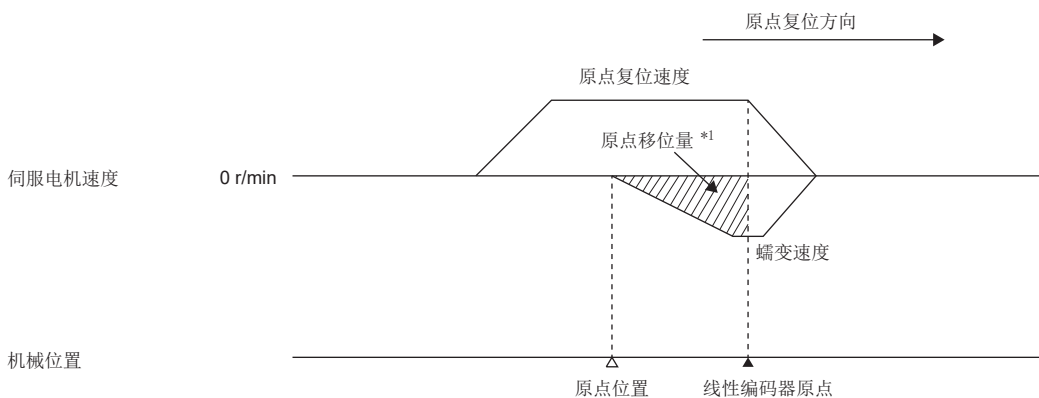 原点复位方向
原点复位速度
原点移位量 *1
伺服电机速度
0 r/min
蠕变速度
机械位置
原点位置
线性编码器原点